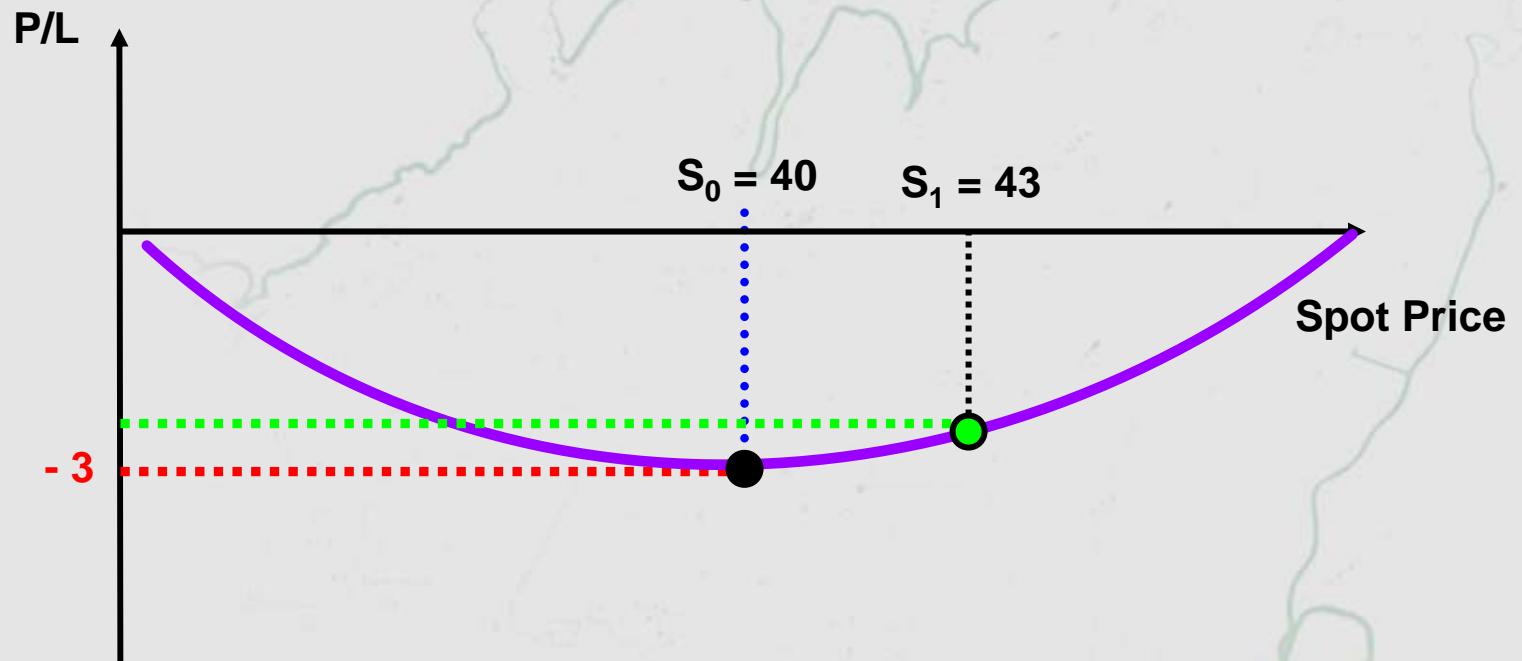 P/L
S₀ = 40
S₁ = 43
Spot Price
- 3